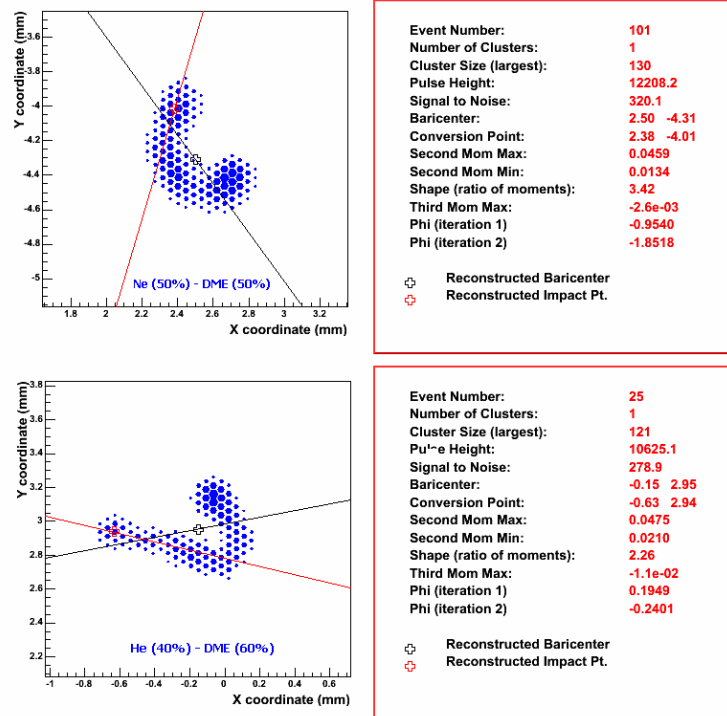 Y coordinate (mm)
-3.6
-3.8
-4
-4.2
-4.4
-4.6
-4.8
-5
Ne (50%) - DME (50%)
1.8 2 2.2 2.4 2.6 2.8 3 3.2
X coordinate (mm)
Event Number: 101
Number of Clusters: 1
Cluster Size (largest): 130
Pulse Height: 12208.2
Signal to Noise: 320.1
Baricenter: 2.50 -4.31
Conversion Point: 2.38 -4.01
Second Mom Max: 0.0459
Second Mom Min: 0.0134
Shape (ratio of moments): 3.42
Third Mom Max: -2.6e-03
Phi (iteration 1) -0.9540
Phi (iteration 2) -1.8518
Reconstructed Baricenter
Reconstructed Impact Pt.
Y coordinate (mm)
3.8
3.6
3.4
3.2
3
2.8
2.6
2.4
2.2
He (40%) - DME (60%)
-1 -0.8 -0.6 -0.4 -0.2 0 0.2 0.4 0.6
X coordinate (mm)
Event Number: 25
Number of Clusters: 1
Cluster Size (largest): 121
Height: 10625.1
Signal to Noise: 278.9
Baricenter: -0.15 2.95
Conversion Point: -0.63 2.94
Second Mom Max: 0.0475
Second Mom Min: 0.0210
Shape (ratio of moments): 2.26
Third Mom Max: -1.1e-02
Phi (iteration 1) 0.1949
Phi (iteration 2) -0.2401
Reconstructed Baricenter
Reconstructed Impact Pt.